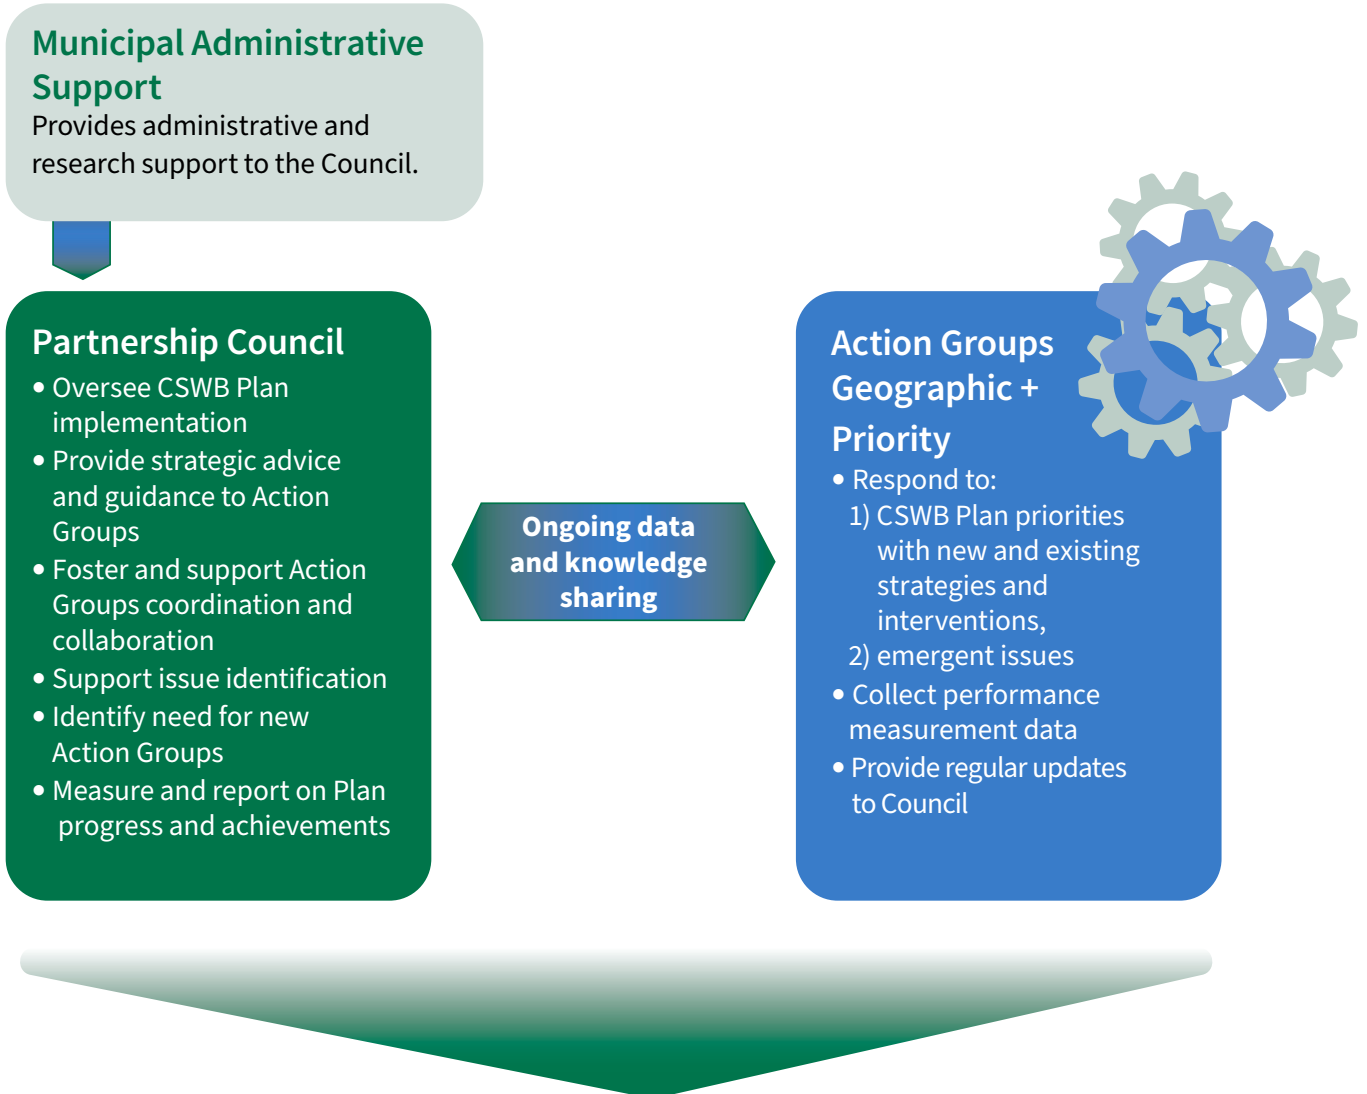 Municipal Administrative
Support
Provides administrative and
research support to the Council.
Partnership Council
• Oversee CSWB Plan
implementation
• Provide strategic advice
and guidance to Action
Groups
• Foster and support Action
Groups coordination and
collaboration
• Support issue identification
• Identify need for new
Action Groups
• Measure and report on Plan
progress and achievements
Ongoing data
and knowledge
sharing
Action Groups
Geographic +
Priority
• Respond to:
1) CSWB Plan priorities
with new and existing
strategies and
interventions,
2) emergent issues
• Collect performance
measurement data
• Provide regular updates
to Council